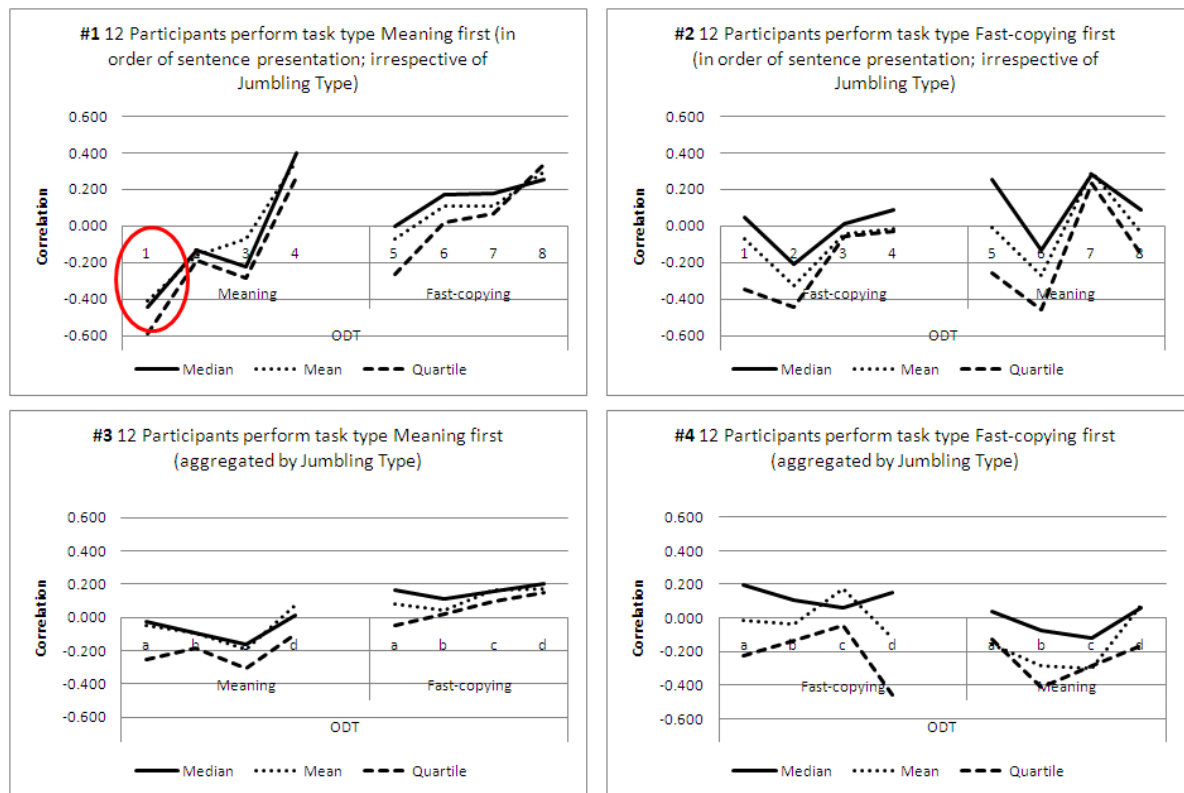 #1 12 Participants perform task type Meaning first (in
order of sentence presentation; irrespective of
Jumbling Type)
0.600
0.400
0.200
0.000
-0.200
-0.400
-0.600
Correlation
1 2 3 4 5 6 7 8
Meaning Fast-copying
ODT
Median Mean Quartile
#2 12 Participants perform task type Fast-copying first
(in order of sentence presentation; irrespective of
Jumbling Type)
0.600
0.400
0.200
0.000
-0.200
-0.400
-0.600
Correlation
1 2 3 4 5 6 7 8
Fast-copying Meaning
ODT
Median Mean Quartile
#3 12 Participants perform task type Meaning first
(aggregated by Jumbling Type)
0.600
0.400
0.200
0.000
-0.200
-0.400
-0.600
Correlation
a b c d a b c d
Meaning Fast-copying
ODT
Median Mean Quartile
#4 12 Participants perform task type Fast-copying first
(aggregated by Jumbling Type)
0.600
0.400
0.200
0.000
-0.200
-0.400
-0.600
Correlation
a b c d a b c d
Fast-copying Meaning
ODT
Median Mean Quartile